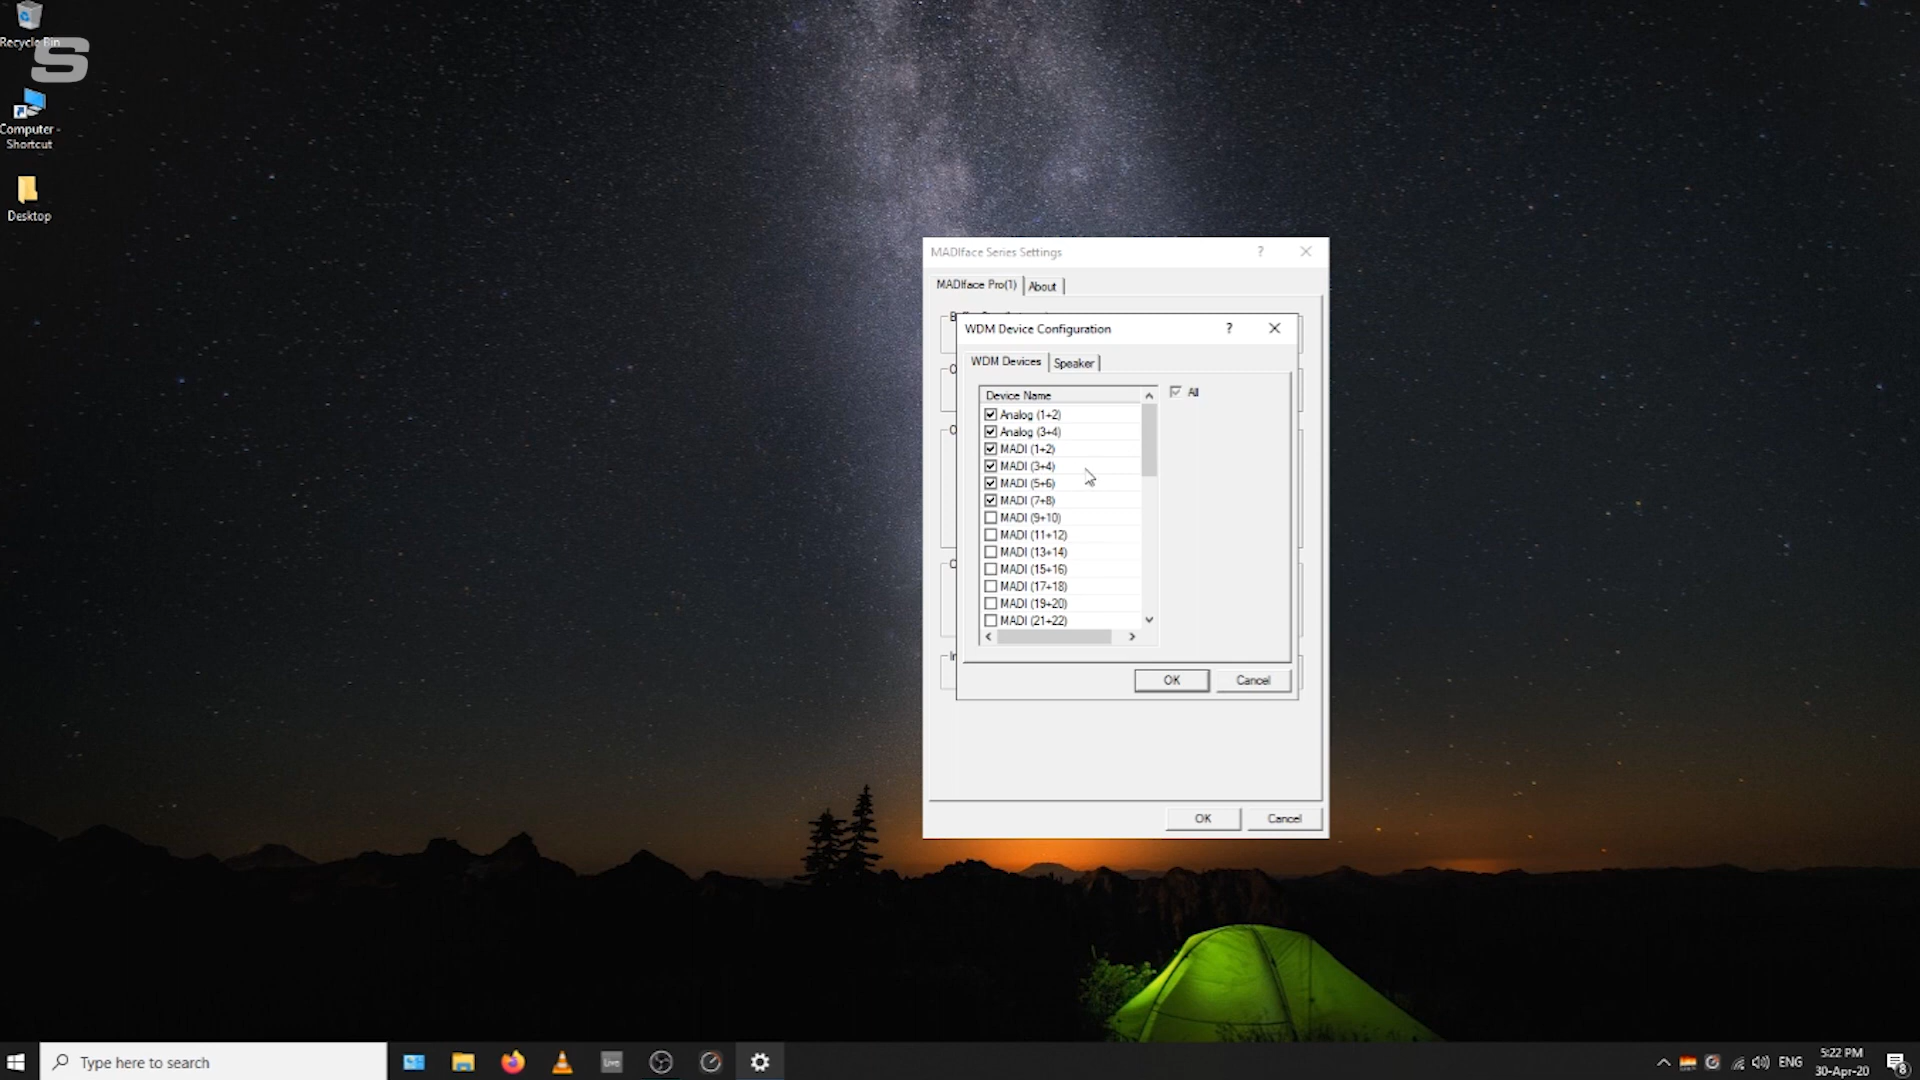 Recycle Bin
S
Computer -
Shortcut
Desktop
MADIface Series Settings
?
MADIface Pro(1)
About
WDM Device Configuration
?
WDM Devices
Speaker
Device Name
All
Analog (1+2)
Analog (3+4)
MADI (1+2)
MADI (3+4)
MADI (5+6)
MADI (7+8)
MADI (9+10)
MADI (11+12)
MADI (13+14)
MADI (15+16)
MADI (17+18)
MADI (19+20)
MADI (21+22)
OK
Cancel
OK
Cancel
Type here to search
Live
ENG
5:22 PM
30-Apr-20
8